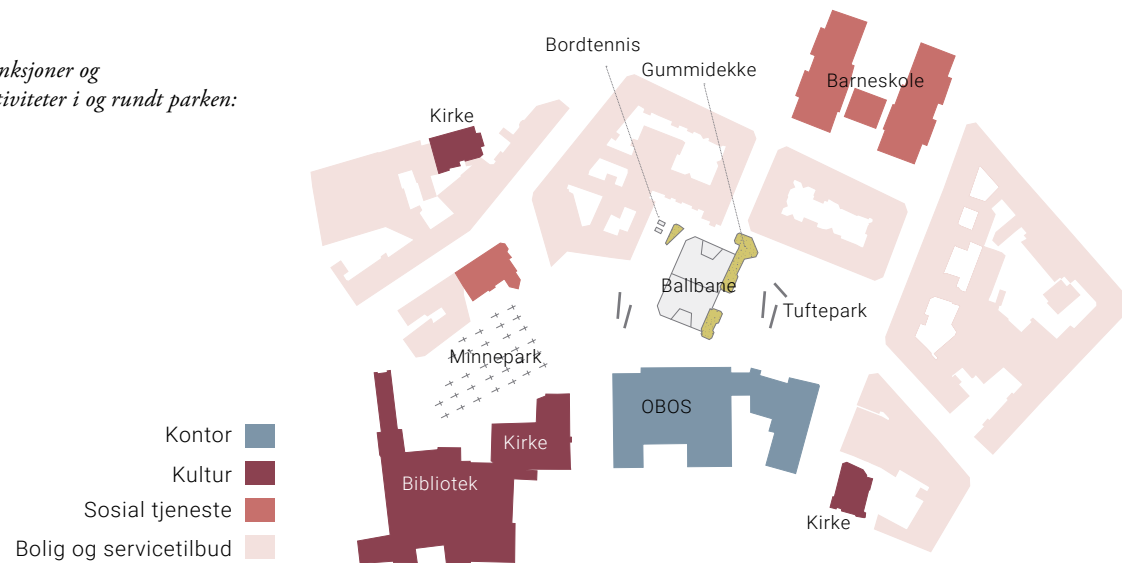 nksjoner og
tiviteter i og rundt parken:
Bordtennis
Gummidekke
Barneskole
Kirke
Ballbane
Tuftepark
Minnepark
OBOS
Kirke
Bibliotek
Kirke
Kontor
Kultur
Sosial tjeneste
Bolig og servicetilbud